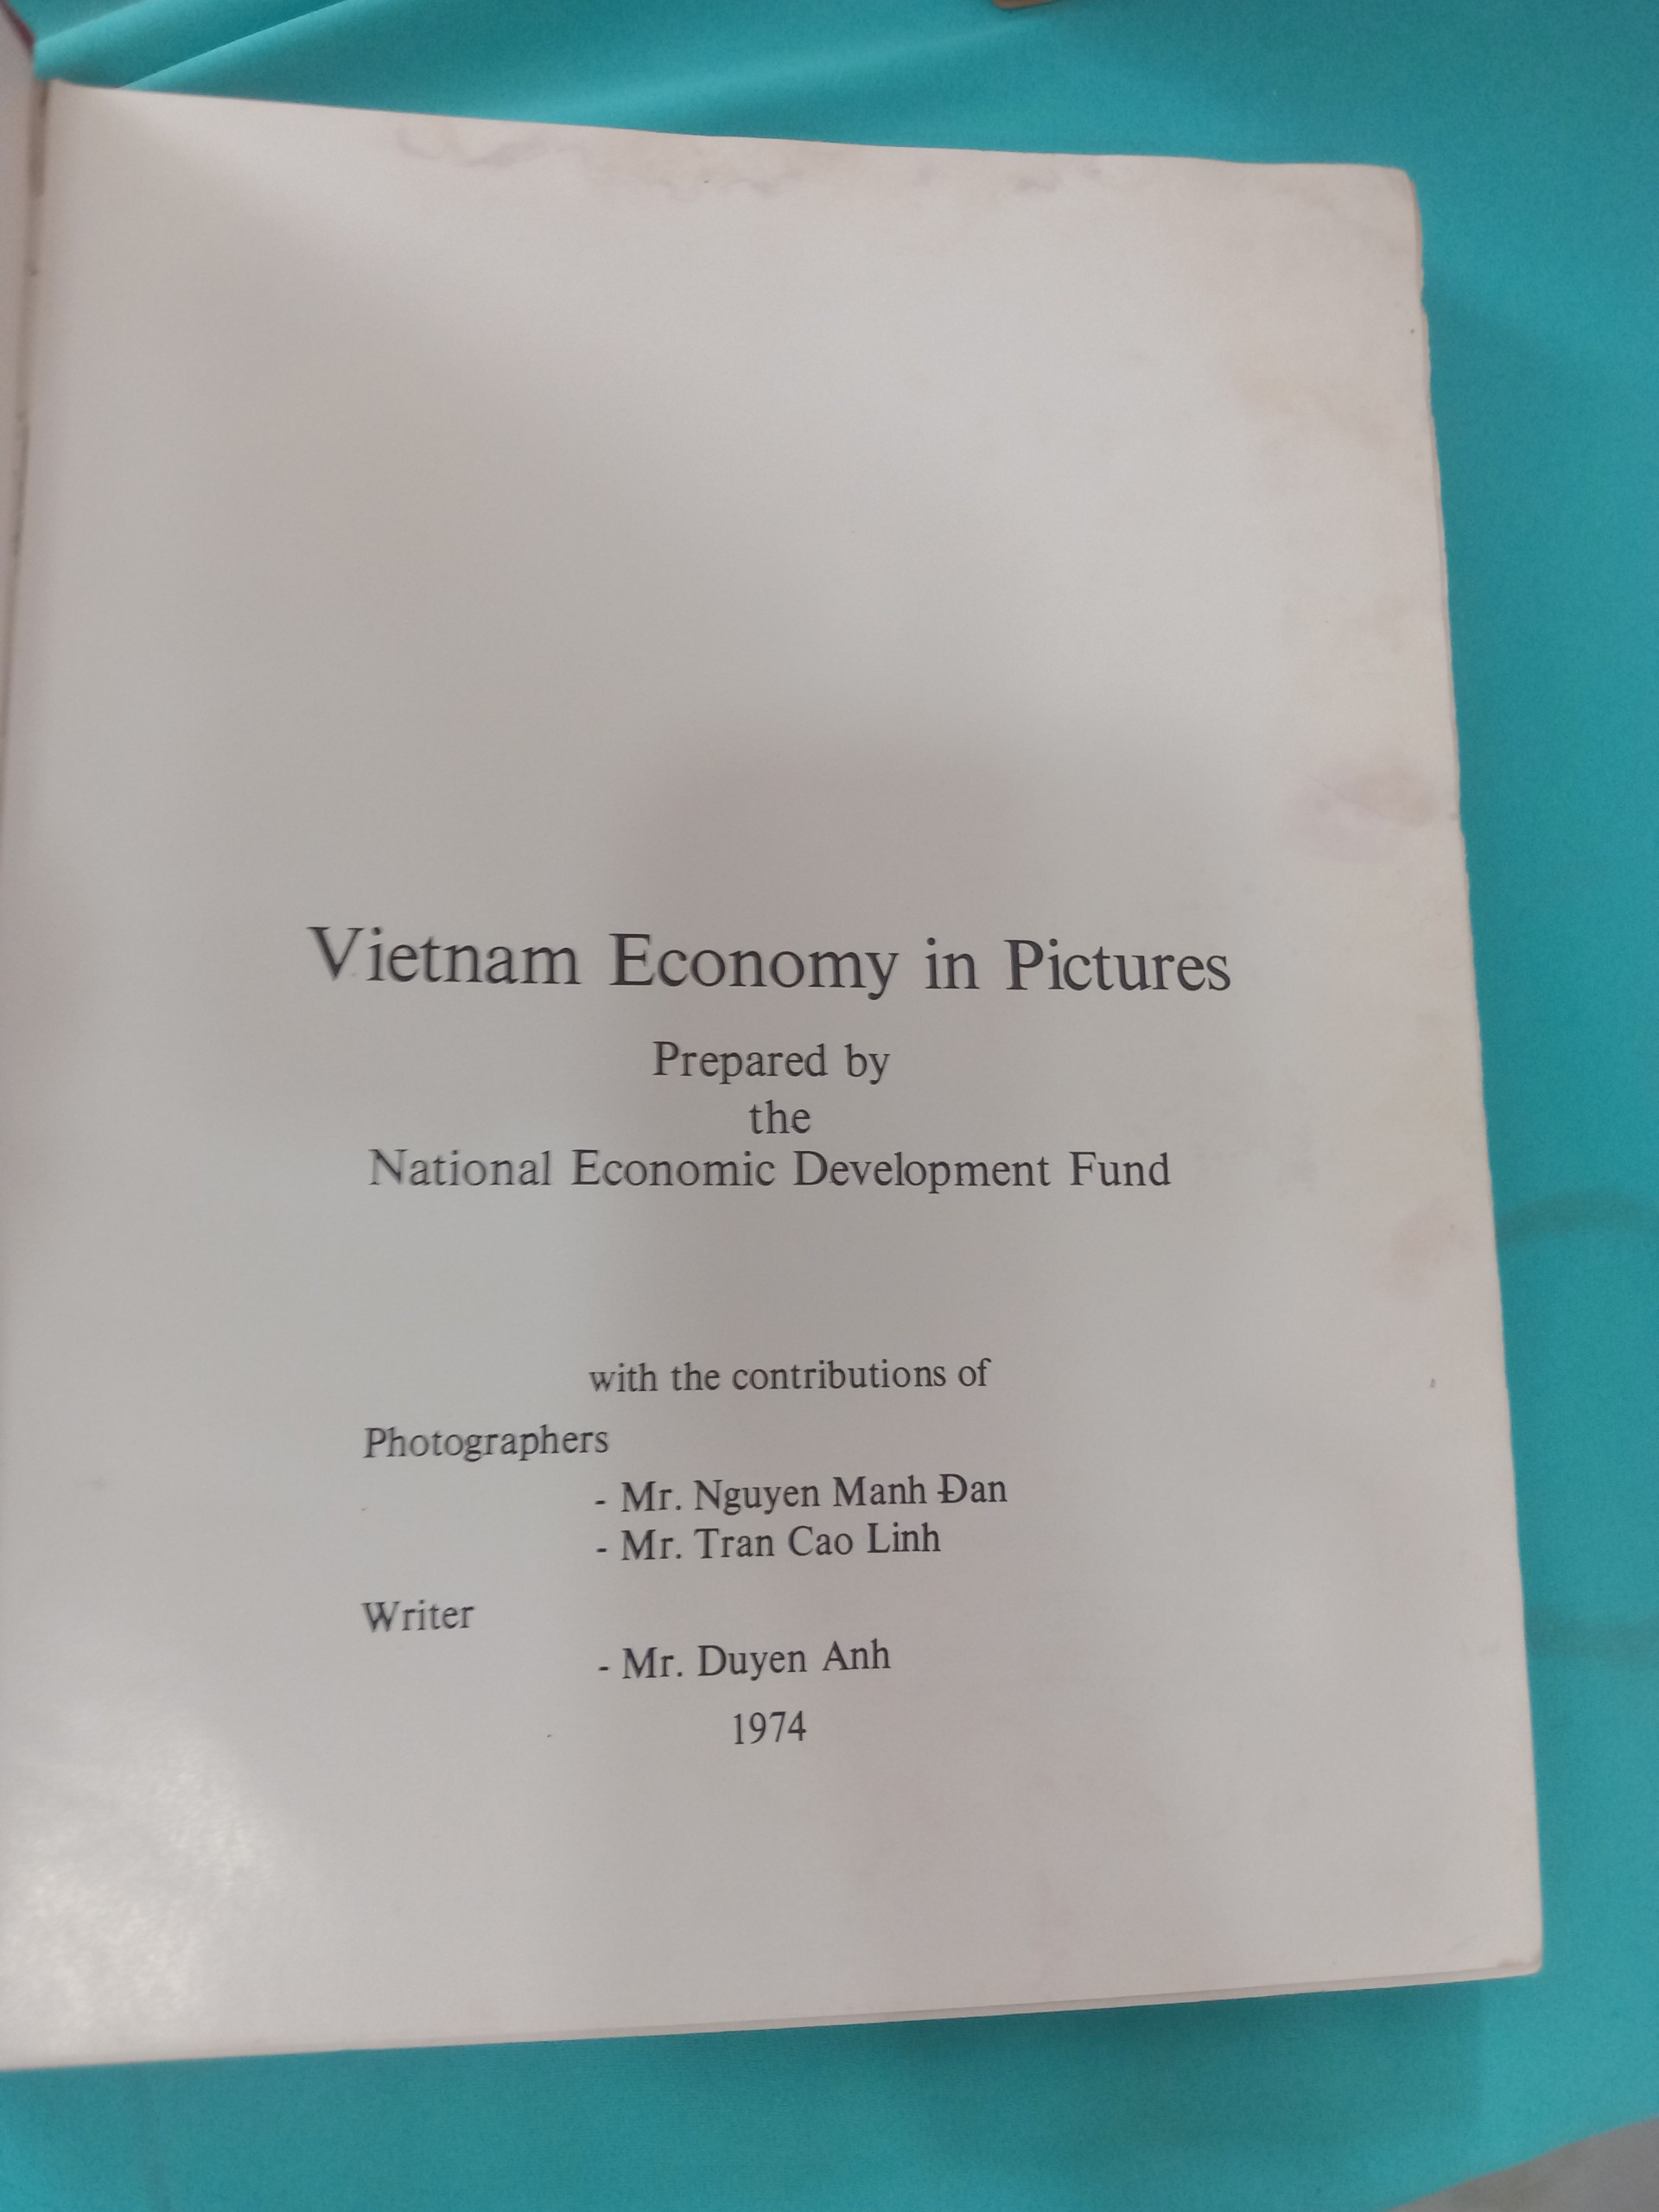 Vietnam Economy in Pictures
Prepared by
the
National Economic Development Fund
with the contributions of
Photographers
- Mr. Nguyen Manh Đan
- Mr. Tran Cao Linh
Writer
- Mr. Duyen Anh
1974